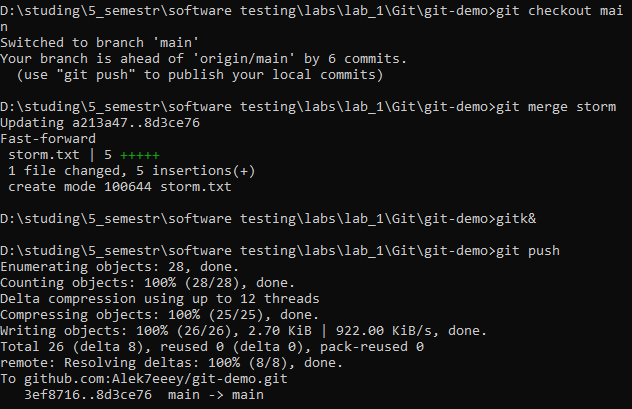 D:\studing\5_semestr\software testing\labs\lab_1\Git\git-demo>git checkout mai
n
Switched to branch 'main'
Your branch is ahead of 'origin/main' by 6 commits.
  (use "git push" to publish your local commits)
D:\studing\5_semestr\software testing\labs\lab_1\Git\git-demo>git merge storm
Updating a213a47..8d3ce76
Fast-forward
 storm.txt | 5 +++++
 1 file changed, 5 insertions(+)
 create mode 100644 storm.txt
D:\studing\5_semestr\software testing\labs\lab_1\Git\git-demo>gitk&
D:\studing\5_semestr\software testing\labs\lab_1\Git\git-demo>git push
Enumerating objects: 28, done.
Counting objects: 100% (28/28), done.
Delta compression using up to 12 threads
Compressing objects: 100% (25/25), done.
Writing objects: 100% (26/26), 2.70 KiB | 922.00 KiB/s, done.
Total 26 (delta 8), reused 0 (delta 0), pack-reused 0
remote: Resolving deltas: 100% (8/8), done.
To github.com:Alek7eeey/git-demo.git
   3ef8716..8d3ce76  main -> main